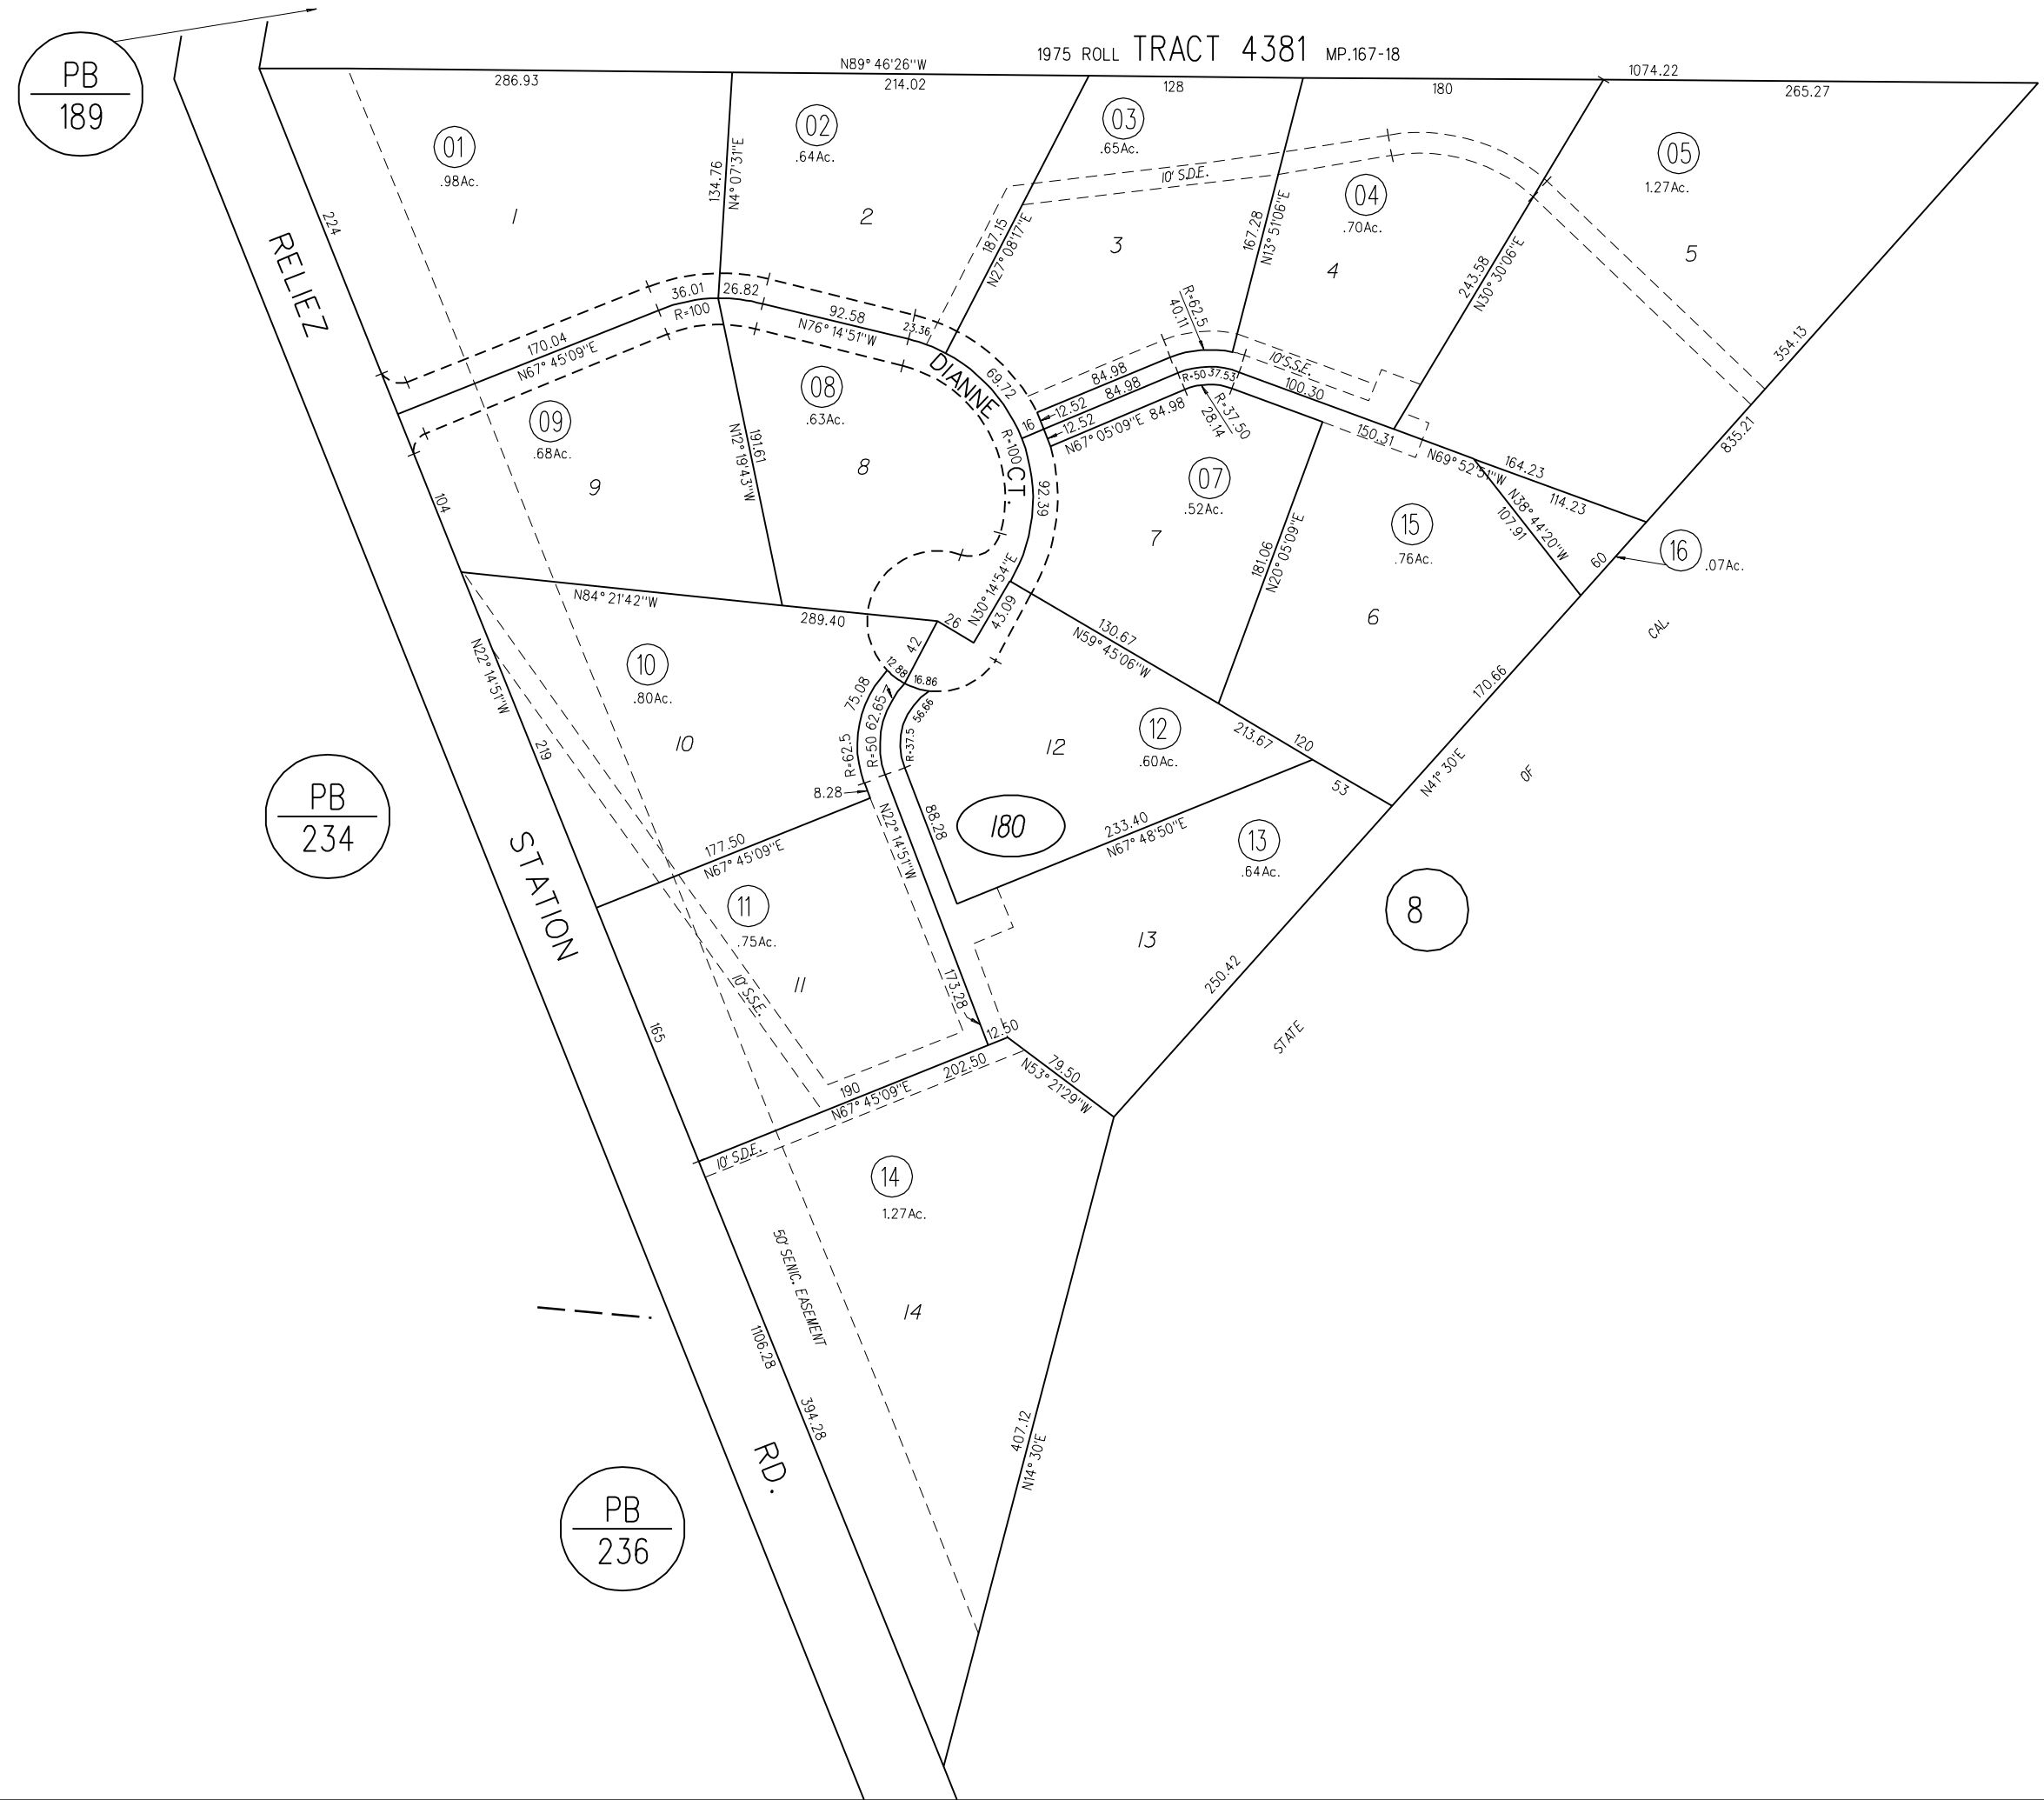 1975 ROLL TRACT 4381 MP.167-18
PB
189
N89°46'26"W
1074.22
286.93
214.02
128
180
265.27
01
.98Ac.
1
02
.64Ac.
2
03
.65Ac.
3
04
.70Ac.
4
05
1.27Ac.
5
134.76
N4°07'31"E
187.15
N27°08'17"E
10' S.D.E.
167.28
N13°51'06"E
243.58
N30°30'06"E
354.13
835.21
224
RELIEZ
170.04
N67°45'09"E
36.01
R=100
26.82
92.58
N76°14'51"W
23.36
DIANNE
CT.
69.72
R=100
16
92.39
R=62.5
40.11
84.98
12.52
84.98
12.52
N67°05'09"E 84.98
R=50 37.53
R=37.50
28.14
10' S.S.E.
100.30
150.31
N69°52'51"W
164.23
114.23
N38°44'20"W
107.91
60
16
.07Ac.
09
.68Ac.
9
08
.63Ac.
8
N12°19'43"W
191.61
07
.52Ac.
7
181.06
N20°05'09"E
15
.76Ac.
6
104
N84°21'42"W
289.40
26
N30°14'54"E
43.09
42
130.67
N59°45'06"W
213.67
120
53
170.66
N41°30'E
CAL.
OF
STATE
N22°14'51"W
219
10
.80Ac.
10
12.88
16.86
75.08
R=62.5
R=50 62.65
R=37.5
56.66
8.28
12
.60Ac.
12
PB
234
STATION
177.50
N67°45'09"E
N22°14'51"W
88.28
180
233.40
N67°48'50"E
13
.64Ac.
13
8
250.42
11
.75Ac.
11
10' S.S.E.
165
173.28
12.50
190
202.50
N67°45'09"E
79.50
N53°21'29"W
10' S.D.E.
14
1.27Ac.
14
50' SENIC. EASEMENT
1106.28
394.28
407.12
N14°30'E
RD.
PB
236